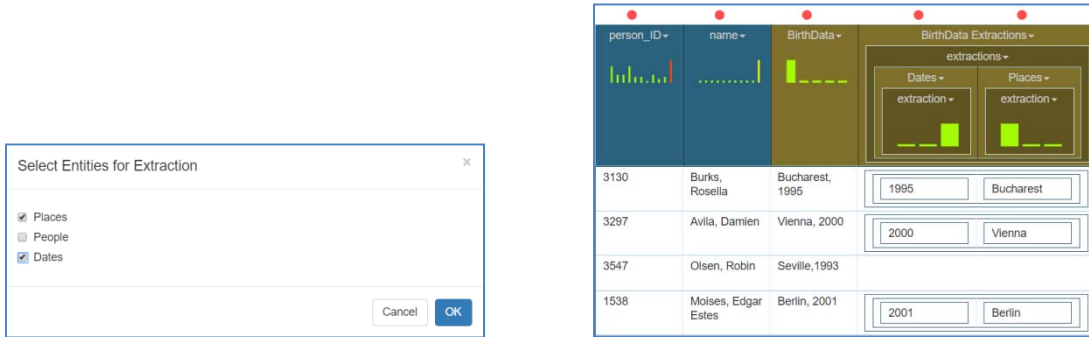 Select Entities for Extraction ×
Places
People
Dates
Cancel OK
person_ID name BirthData BirthData Extractions
extractions
Dates Places
extraction extraction
3130 Burks, Bucharest, 1995 Bucharest
Rosella 1995
3297 Avila, Damien Vienna, 2000 2000 Vienna
3547 Olsen, Robin Seville,1993
1538 Moises, Edgar Berlin, 2001 2001 Berlin
Estes